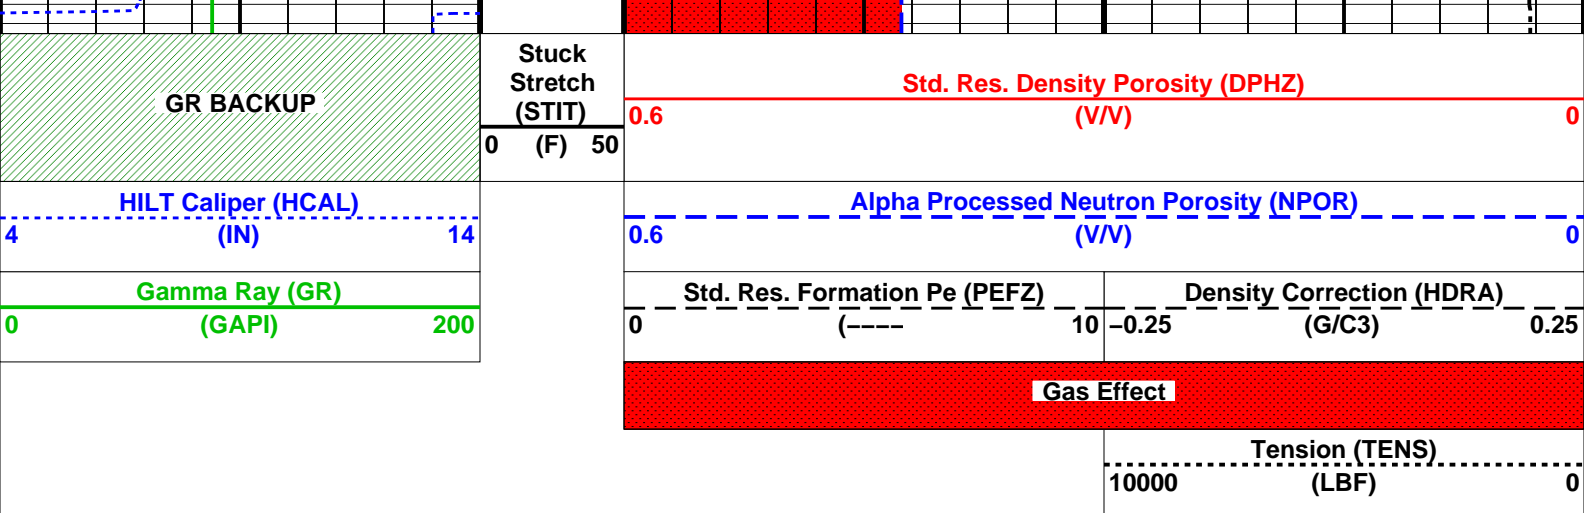 GR BACKUP
Stuck
Stretch
(STIT)
0 (F) 50
Std. Res. Density Porosity (DPHZ)
0.6 (V/V) 0
HILT Caliper (HCAL)
4 (IN) 14
Alpha Processed Neutron Porosity (NPOR)
0.6 (V/V) 0
Gamma Ray (GR)
0 (GAPI) 200
Std. Res. Formation Pe (PEFZ)
0 (–––– 10
Density Correction (HDRA)
–0.25 (G/C3) 0.25
Gas Effect
Tension (TENS)
10000 (LBF) 0